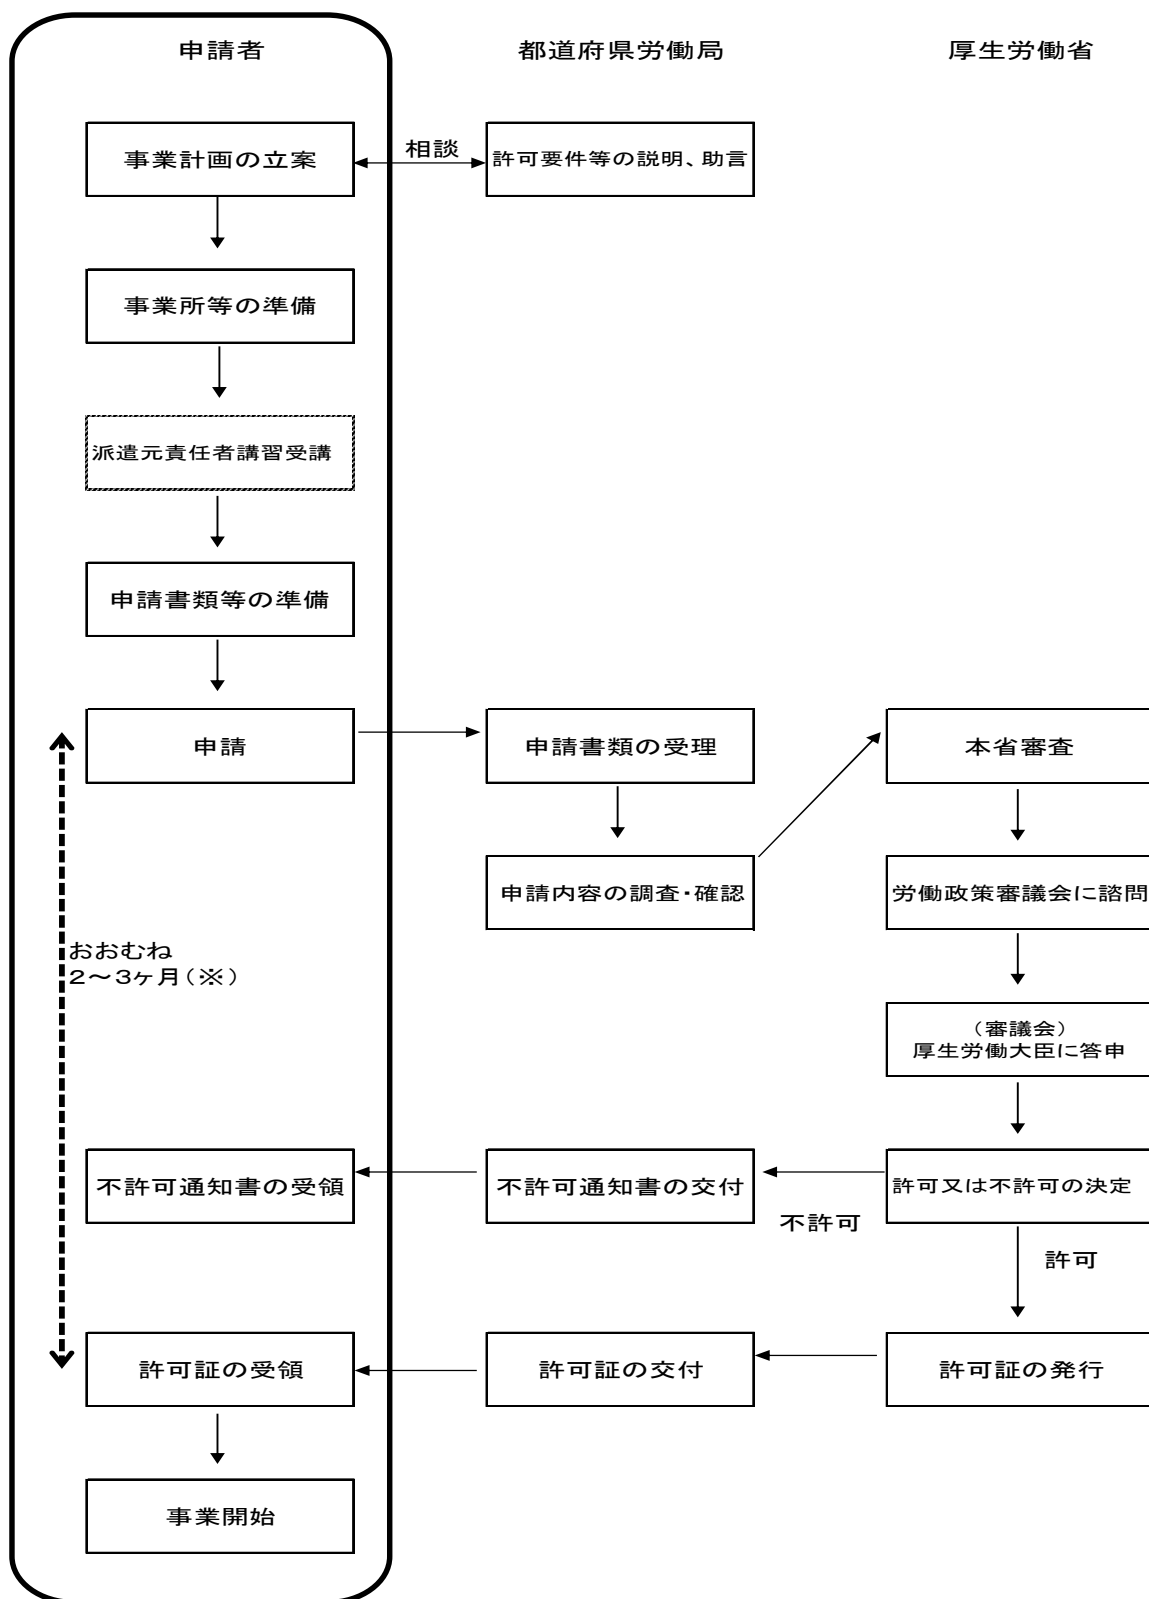 申請者
都道府県労働局
厚生労働省
事業計画の立案
相談
許可要件等の説明、助言
事業所等の準備
派遣元責任者講習受講
申請書類等の準備
申請
申請書類の受理
本省審査
申請内容の調査・確認
労働政策審議会に諮問
おおむね
2~3ヶ月(※)
(審議会)
厚生労働大臣に答申
不許可通知書の受領
不許可通知書の交付
許可又は不許可の決定
不許可
許可
許可証の受領
許可証の交付
許可証の発行
事業開始